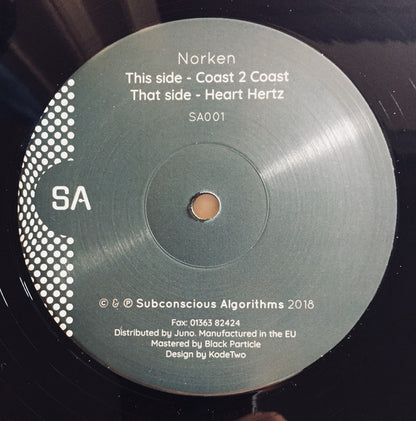 Norken
This side - Coast 2 Coast
That side - Heart Hertz
SA001
SA
© & ℗ Subconscious Algorithms 2018
Fax: 01363 82424
Distributed by Juno. Manufactured in the EU
Mastered by Black Particle
Design by KodeTwo